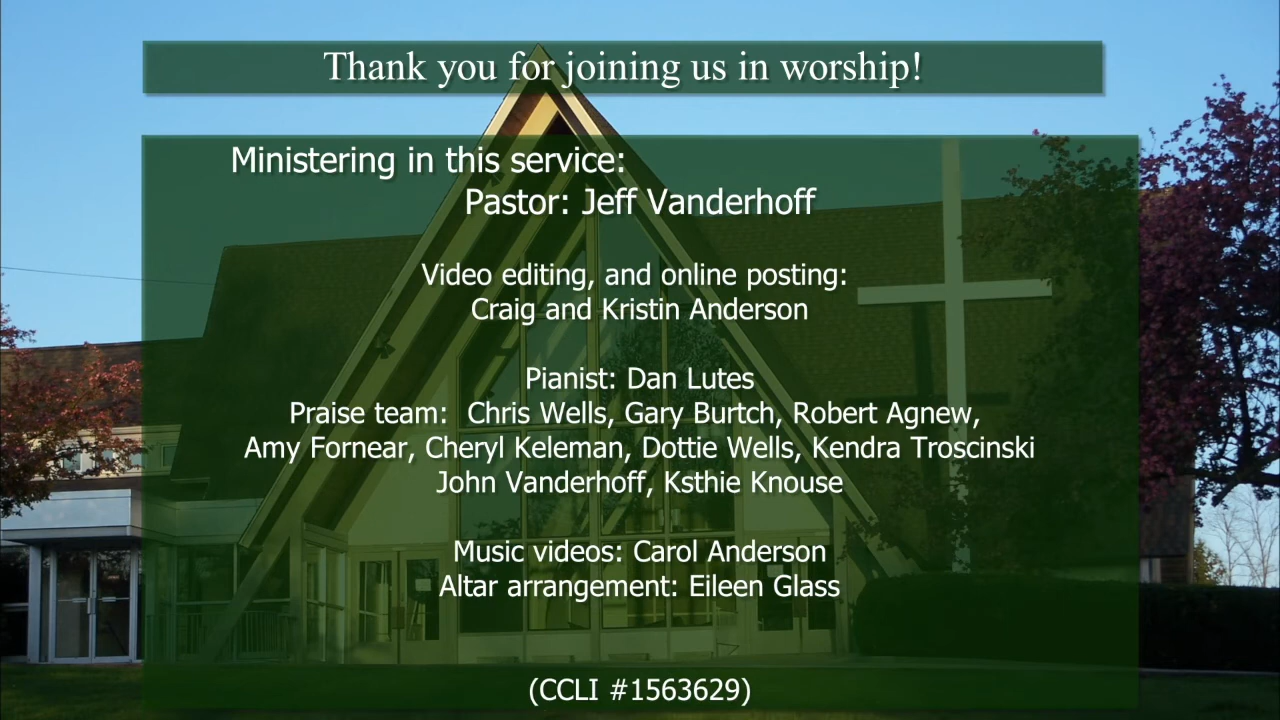 Thank you for joining us in worship!
Ministering in this service:
Pastor: Jeff Vanderhoff
Video editing, and online posting:
Craig and Kristin Anderson
Pianist: Dan Lutes
Praise team:  Chris Wells, Gary Burtch, Robert Agnew,
Amy Fornear, Cheryl Keleman, Dottie Wells, Kendra Troscinski
John Vanderhoff, Ksthie Knouse
Music videos: Carol Anderson
Altar arrangement: Eileen Glass
(CCLI #1563629)